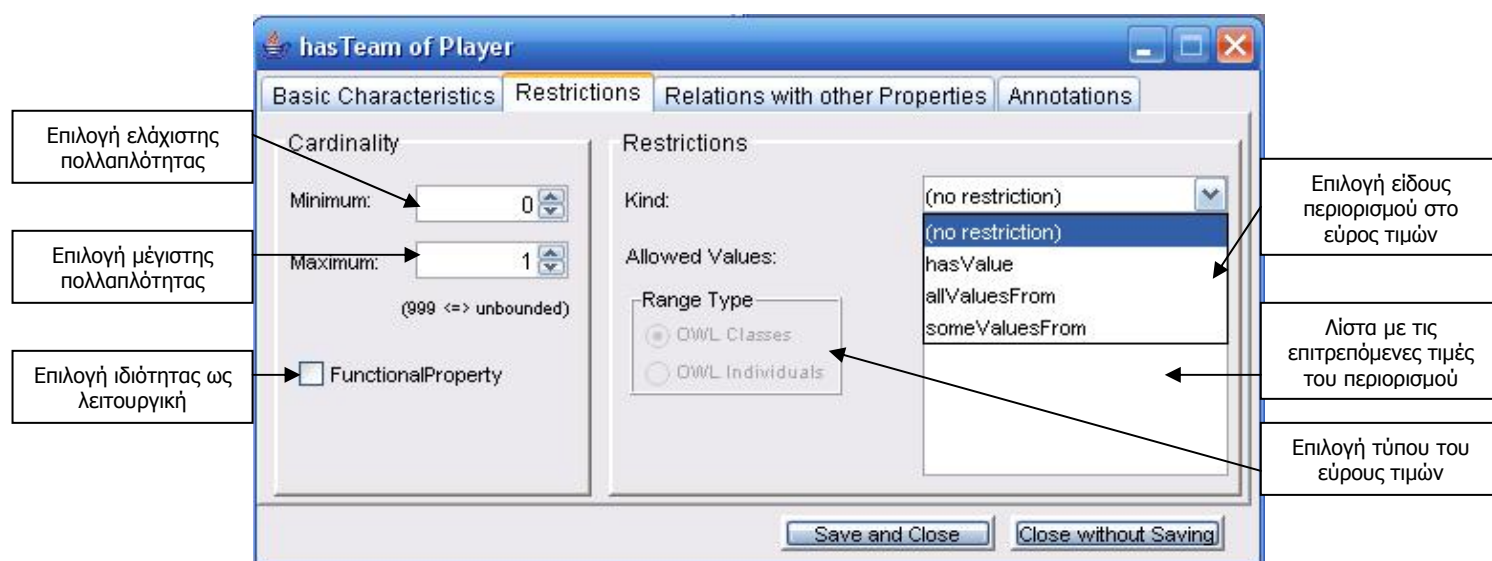 hasTeam of Player
Basic Characteristics Restrictions Relations with other Properties Annotations
Επιλογή ελάχιστης
πολλαπλότητας
Επιλογή μέγιστης
πολλαπλότητας
Επιλογή ιδιότητας ως
λειτουργική
Cardinality
Minimum: 0
Maximum: 1
(999 <=> unbounded)
FunctionalProperty
Restrictions
Kind: (no restriction)
(no restriction)
hasValue
allValuesFrom
someValuesFrom
Allowed Values:
Range Type
OWL Classes
OWL Individuals
Επιλογή είδους
περιορισμού στο
εύρος τιμών
Λίστα με τις
επιτρεπόμενες τιμές
του περιορισμού
Επιλογή τύπου του
εύρους τιμών
Save and Close Close without Saving